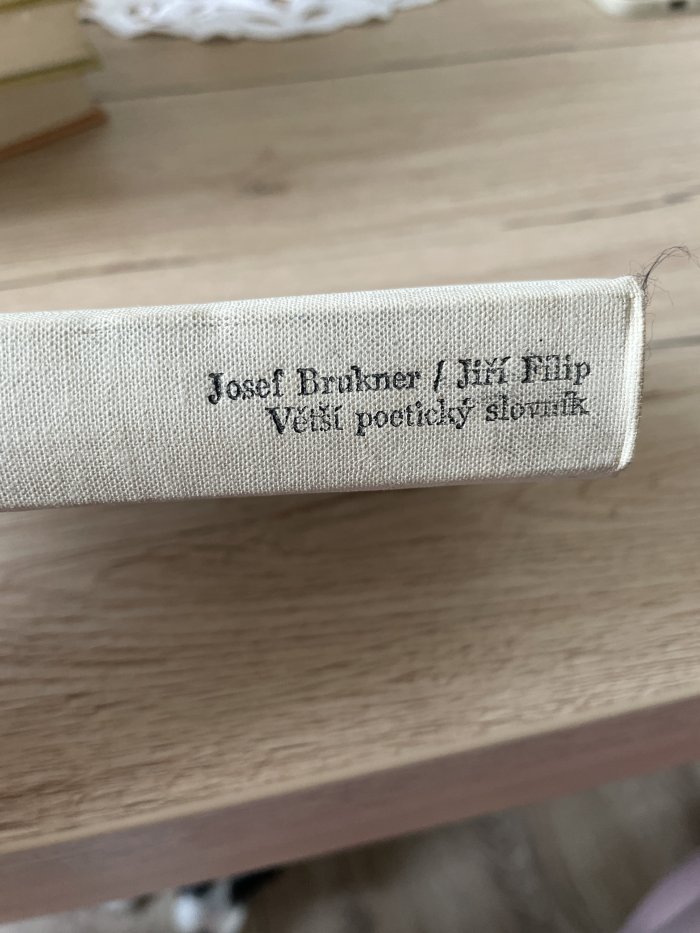 Josef Brukner / Jiří Filip
Větší poetický slovník